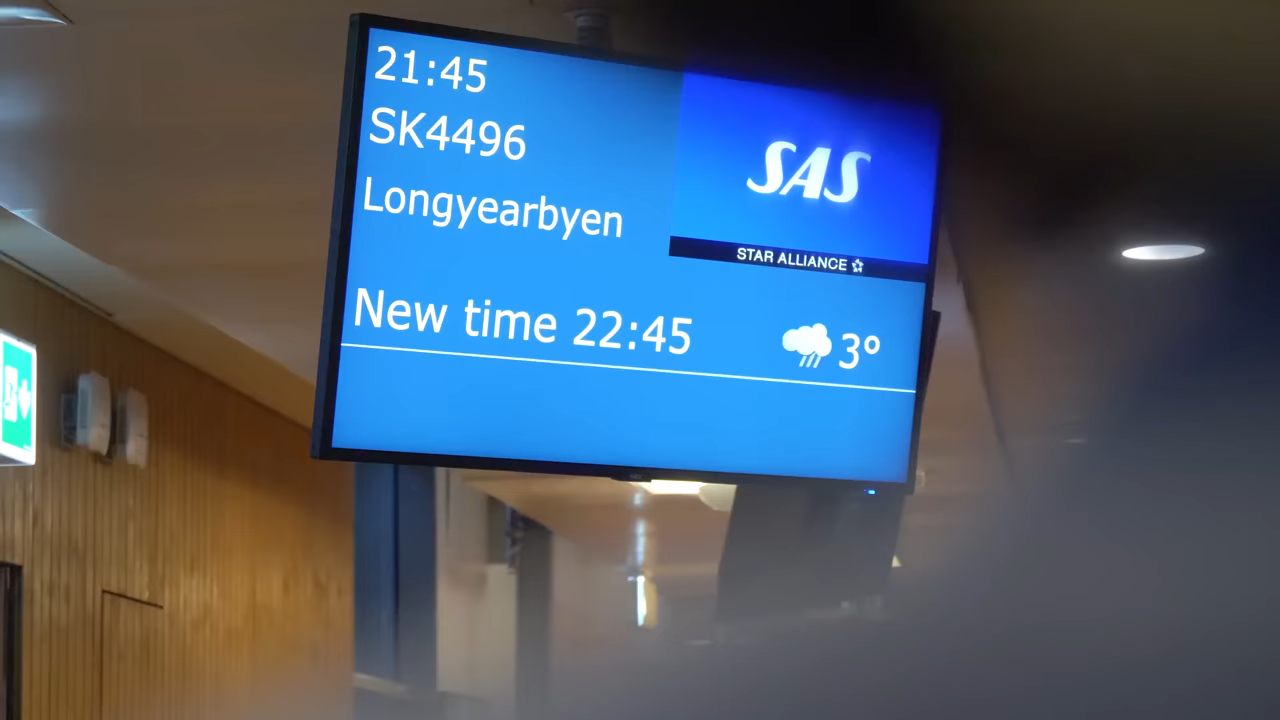 21:45
SK4496
Longyearbyen
SAS
STAR ALLIANCE
New time 22:45
3°